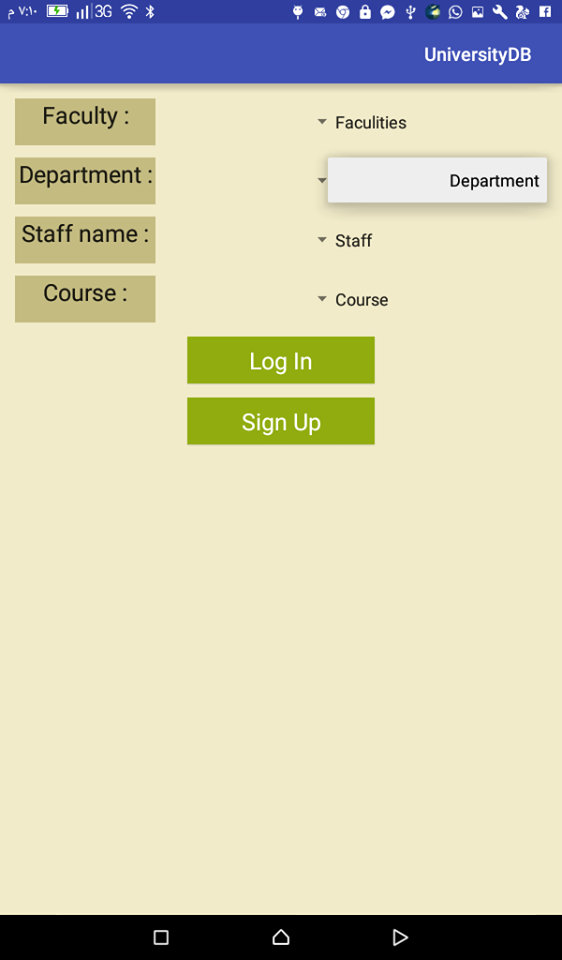 م ٧:١٠ 3G
UniversityDB
Faculty : Faculities
Department : Department
Staff name : Staff
Course : Course
Log In
Sign Up